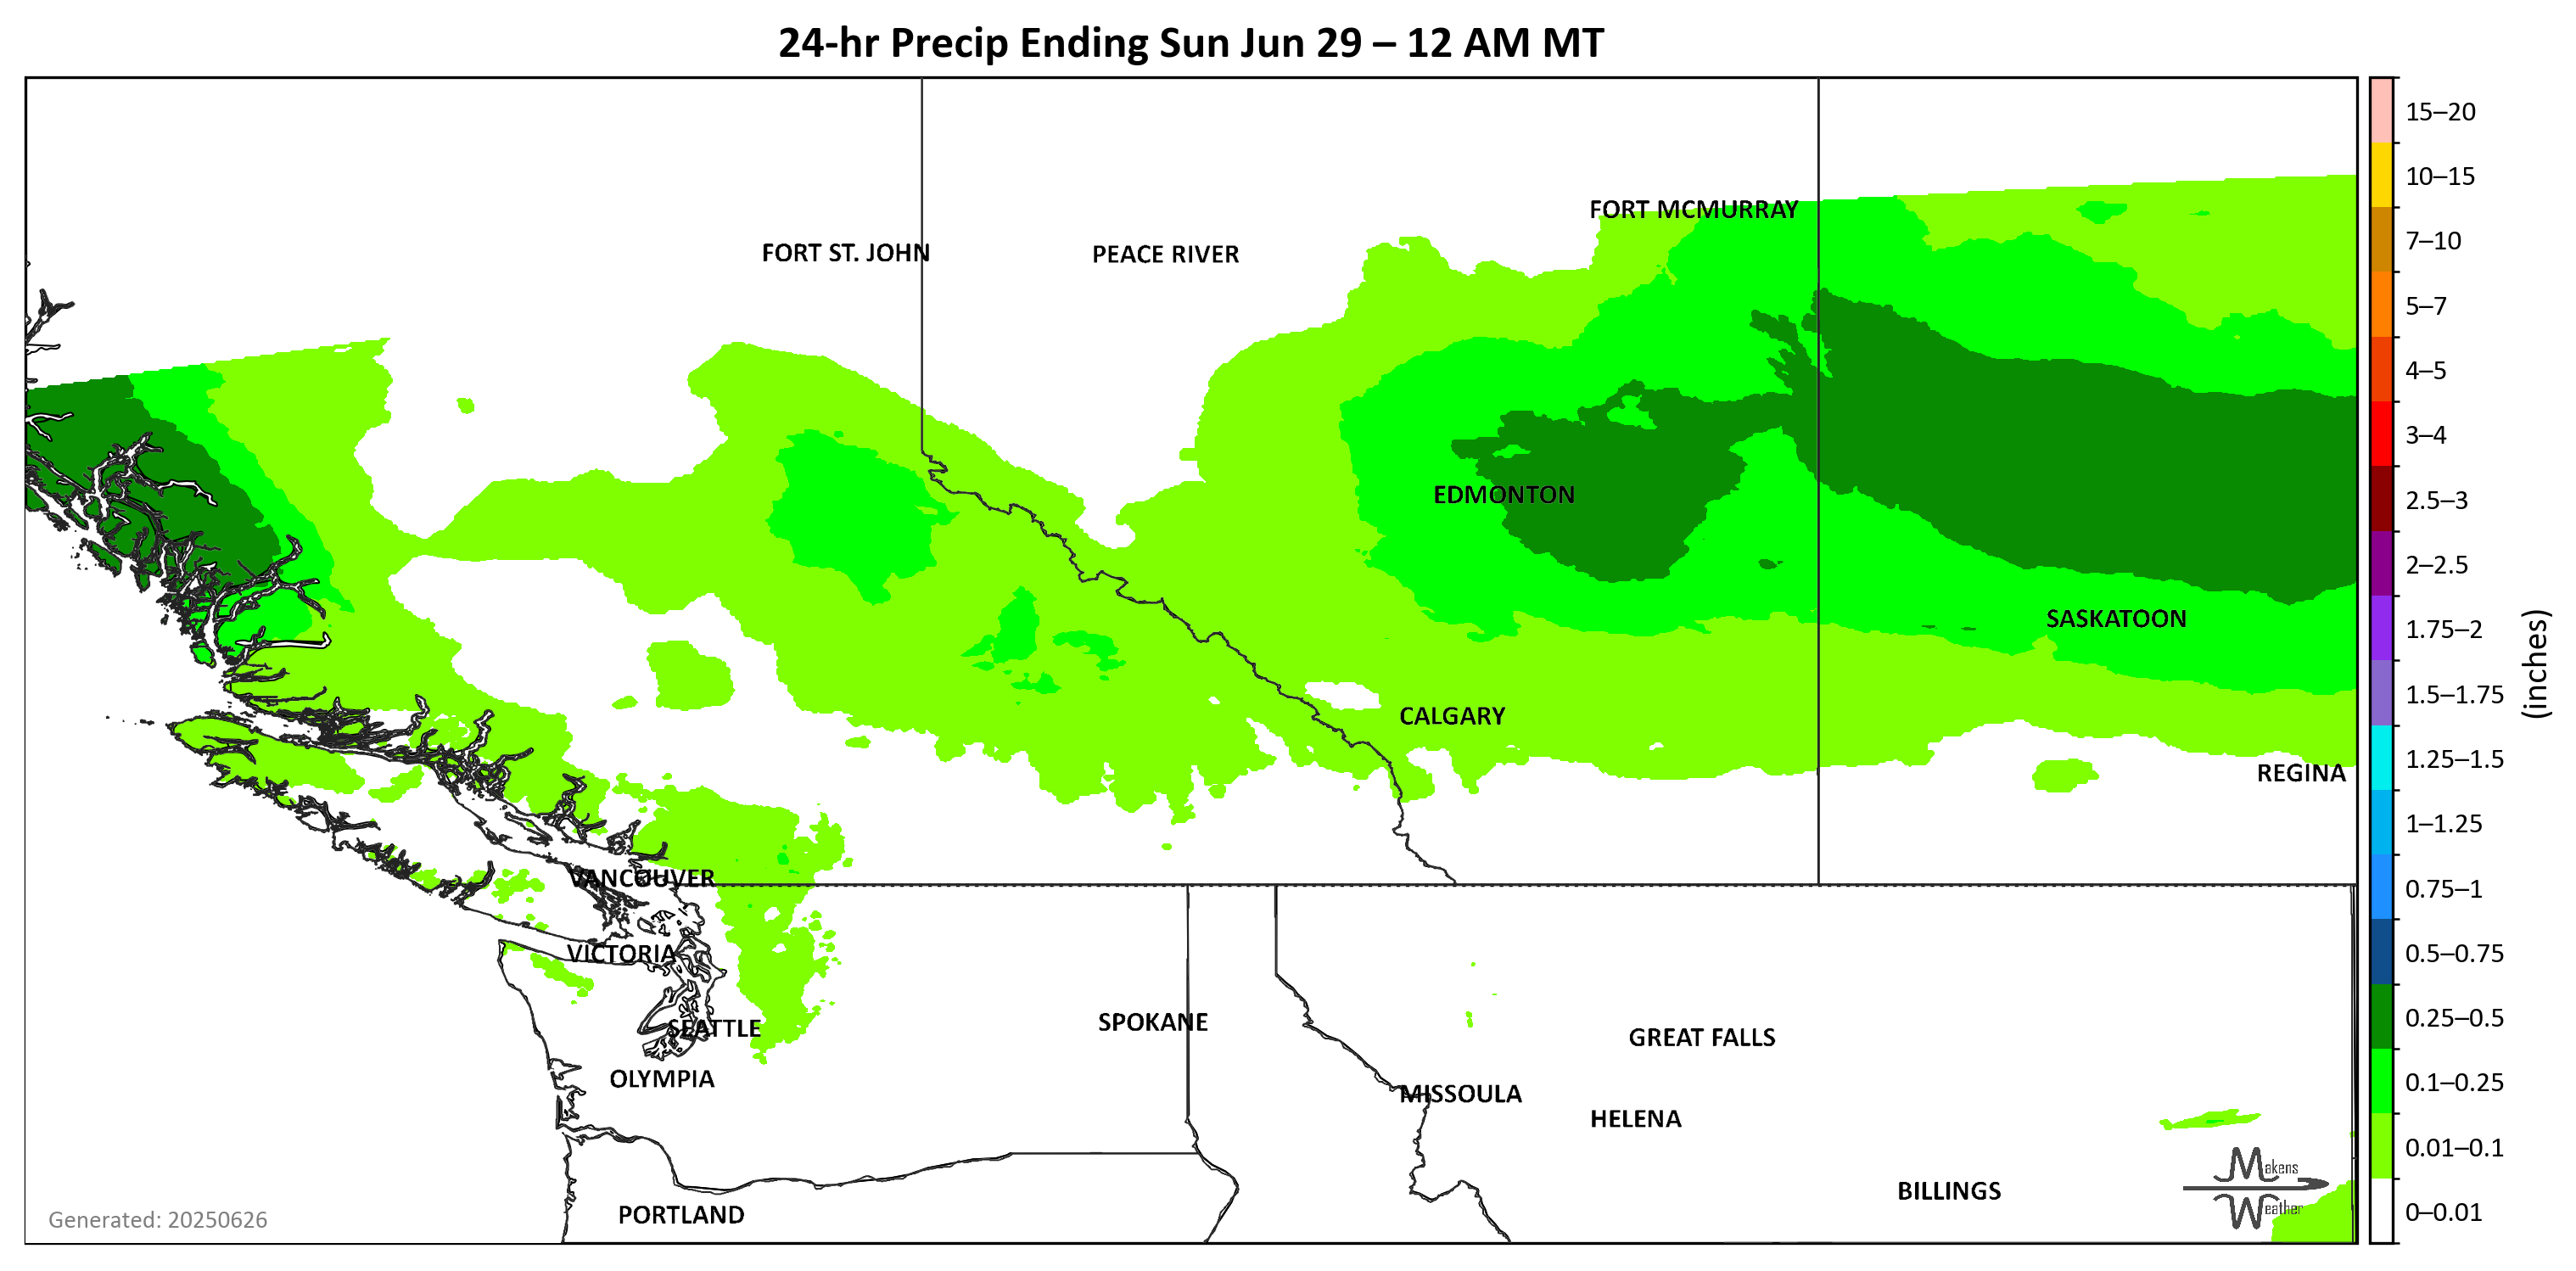 24-hr Precip Ending Sun Jun 29 – 12 AM MT
15–20
10–15
7–10
5–7
4–5
3–4
2.5–3
2–2.5
1.75–2
1.5–1.75
1.25–1.5
1–1.25
0.75–1
0.5–0.75
0.25–0.5
0.1–0.25
0.01–0.1
0–0.01
(inches)
FORT MCMURRAY
FORT ST. JOHN
PEACE RIVER
EDMONTON
SASKATOON
CALGARY
REGINA
VANCOUVER
VICTORIA
SEATTLE
SPOKANE
GREAT FALLS
OLYMPIA
MISSOULA
HELENA
BILLINGS
PORTLAND
Makens
Weather
Generated: 20250626